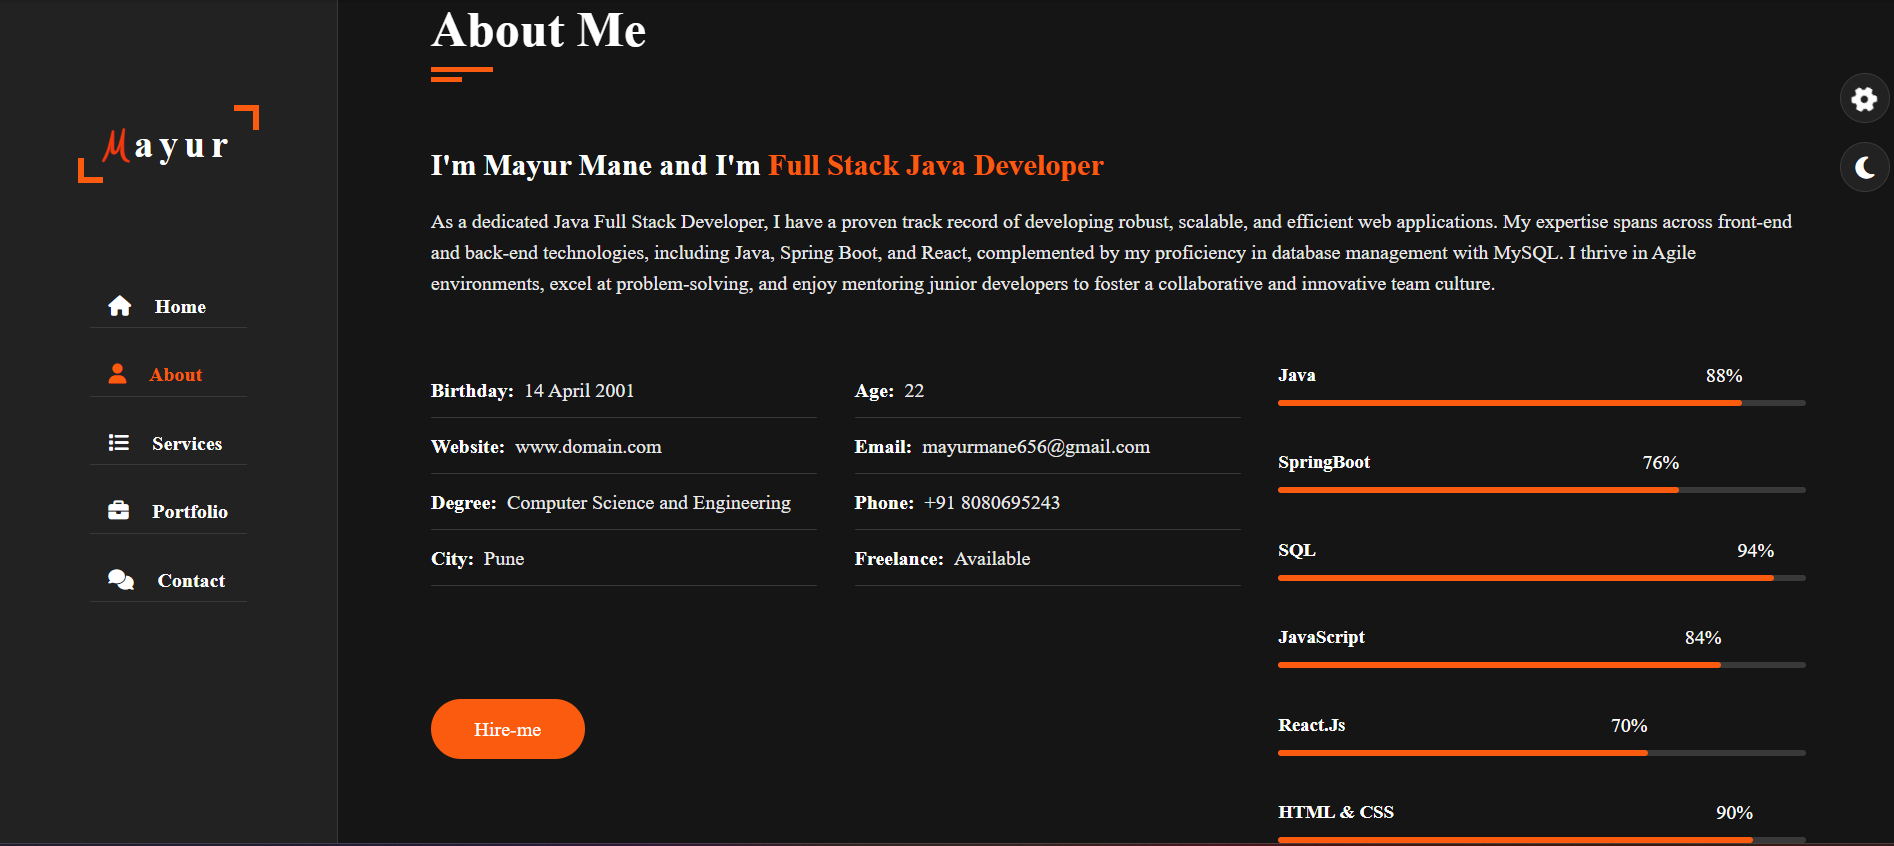 Mayur
Home
About
Services
Portfolio
Contact
About Me
I'm Mayur Mane and I'm Full Stack Java Developer
As a dedicated Java Full Stack Developer, I have a proven track record of developing robust, scalable, and efficient web applications. My expertise spans across front-end
and back-end technologies, including Java, Spring Boot, and React, complemented by my proficiency in database management with MySQL. I thrive in Agile
environments, excel at problem-solving, and enjoy mentoring junior developers to foster a collaborative and innovative team culture.
Birthday: 14 April 2001
Age: 22
Website: www.domain.com
Email: mayurmane656@gmail.com
Degree: Computer Science and Engineering
Phone: +91 8080695243
City: Pune
Freelance: Available
Hire-me
Java 88%
SpringBoot 76%
SQL 94%
JavaScript 84%
React.Js 70%
HTML & CSS 90%